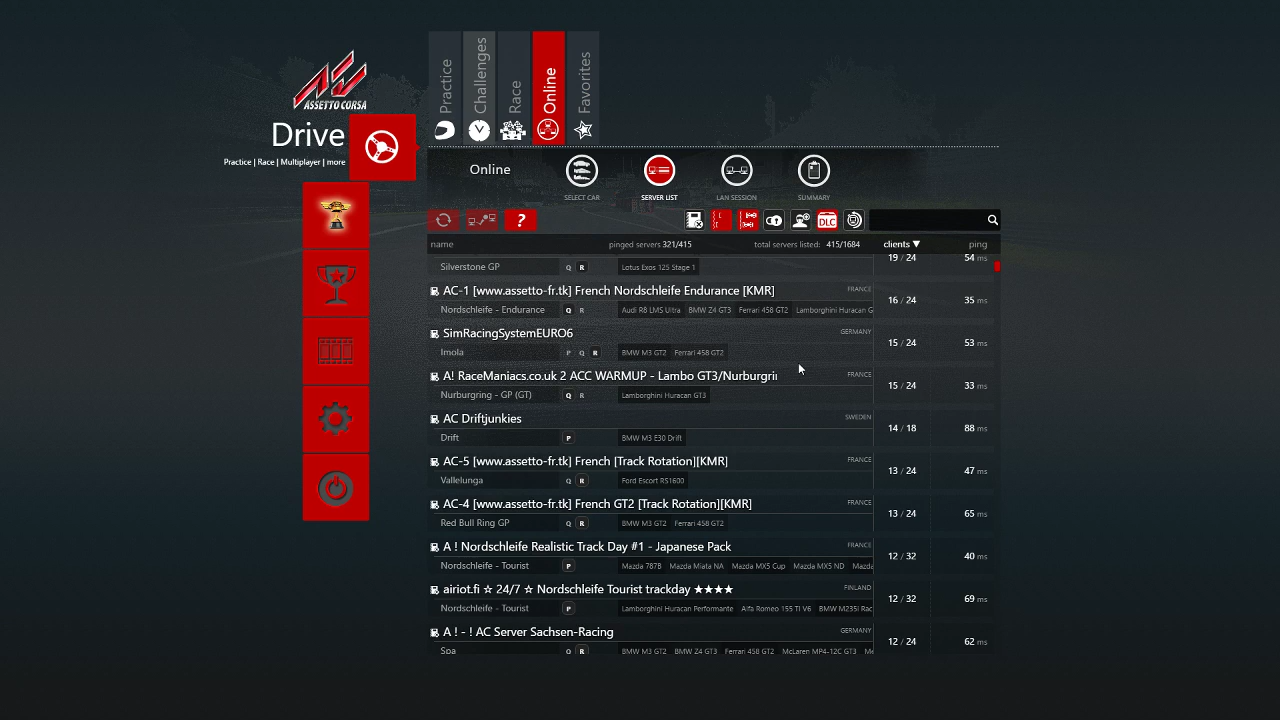 Practice
Challenges
Race
Online
Favorites
ASSETTO CORSA
Drive
Practice | Race | Multiplayer | more
Online
SELECT CAR
SERVER LIST
LAN SESSION
SUMMARY
?
DLC
name pinged servers 321/415 total servers listed: 415/1684 clients ▼ ping
19 / 24 54 ms
Silverstone GP Q R Lotus Exos 125 Stage 1
AC-1 [www.assetto-fr.tk] French Nordschleife Endurance [KMR] FRANCE
16 / 24 35 ms
Nordschleife - Endurance Q R Audi R8 LMS Ultra BMW Z4 GT3 Ferrari 458 GT2 Lamborghini Huracan G
SimRacingSystemEURO6 GERMANY
15 / 24 53 ms
Imola P Q R BMW M3 GT2 Ferrari 458 GT2
A! RaceManiacs.co.uk 2 ACC WARMUP - Lambo GT3/Nurburgrin FRANCE
15 / 24 33 ms
Nurburgring - GP (GT) Q R Lamborghini Huracan GT3
AC Driftjunkies SWEDEN
14 / 18 88 ms
Drift P BMW M3 E30 Drift
AC-5 [www.assetto-fr.tk] French [Track Rotation][KMR] FRANCE
13 / 24 47 ms
Vallelunga Q R Ford Escort RS1600
AC-4 [www.assetto-fr.tk] French GT2 [Track Rotation][KMR] FRANCE
13 / 24 65 ms
Red Bull Ring GP Q R BMW M3 GT2 Ferrari 458 GT2
A ! Nordschleife Realistic Track Day #1 - Japanese Pack FRANCE
12 / 32 40 ms
Nordschleife - Tourist P Mazda 787B Mazda Miata NA Mazda MX5 Cup Mazda MX5 ND Mazda
airiot.fi ☆ 24/7 ☆ Nordschleife Tourist trackday ★★★★ FINLAND
12 / 32 69 ms
Nordschleife - Tourist P Lamborghini Huracan Performante Alfa Romeo 155 TI V6 BMW M235i Rac
A ! - ! AC Server Sachsen-Racing GERMANY
12 / 24 62 ms
Spa Q R BMW M3 GT2 BMW Z4 GT3 Ferrari 458 GT2 McLaren MP4-12C GT3 Me